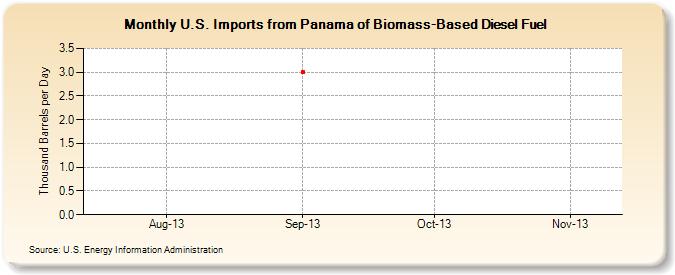 Monthly U.S. Imports from Panama of Biomass-Based Diesel Fuel
Thousand Barrels per Day
3.5
3.0
2.5
2.0
1.5
1.0
0.5
0.0
Aug-13 Sep-13 Oct-13 Nov-13
Source: U.S. Energy Information Administration